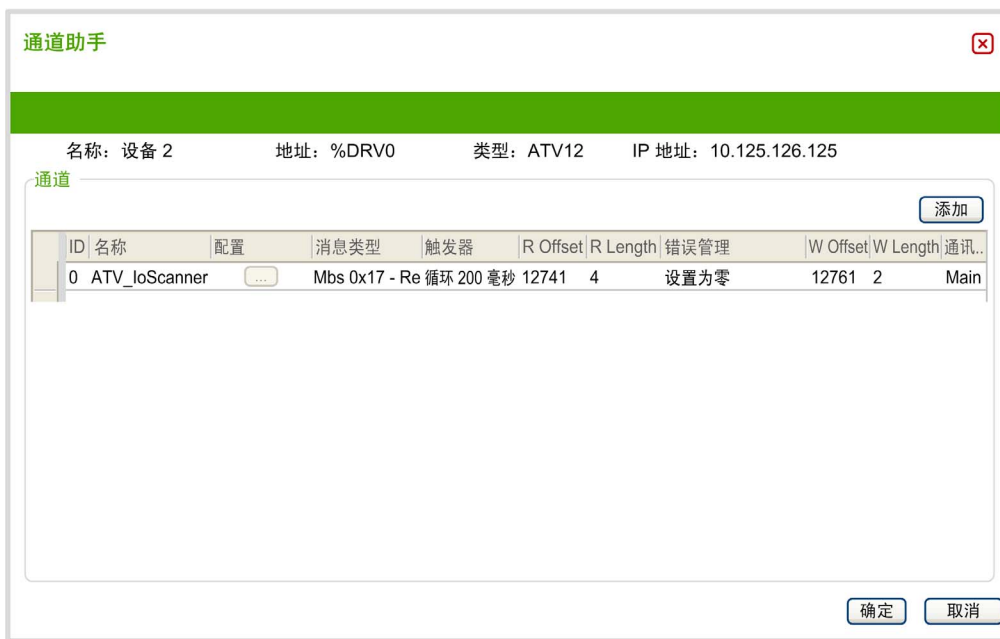 通道助手
名称：设备 2 地址：%DRV0 类型：ATV12 IP 地址：10.125.126.125
通道
添加
ID 名称 配置 消息类型 触发器 R Offset R Length 错误管理 W Offset W Length 通讯..
0 ATV_IoScanner ... Mbs 0x17 - Re 循环 200 毫秒 12741 4 设置为零 12761 2 Main
确定 取消